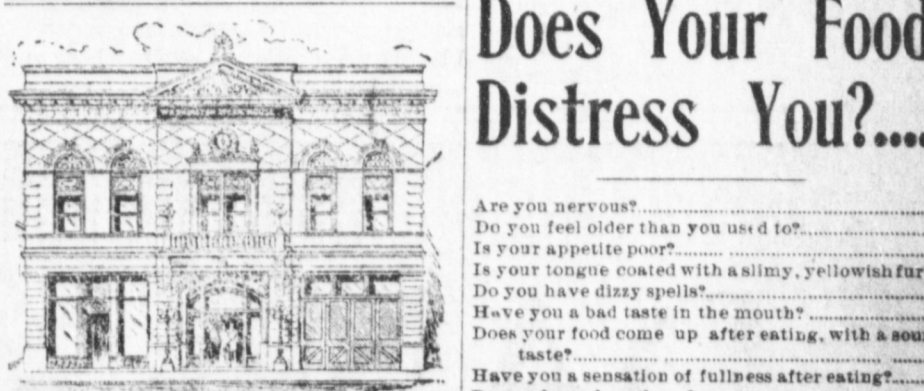 Does Your Food
Distress You?....
Are you nervous?
Do you feel older than you used to?
Is your appetite poor?
Is your tongue coated with a slimy, yellowish fur
Do you have dizzy spells?
Have you a bad taste in the mouth?
Does your food come up after eating, with a sour
taste?
Have you a sensation of fullness after eating?